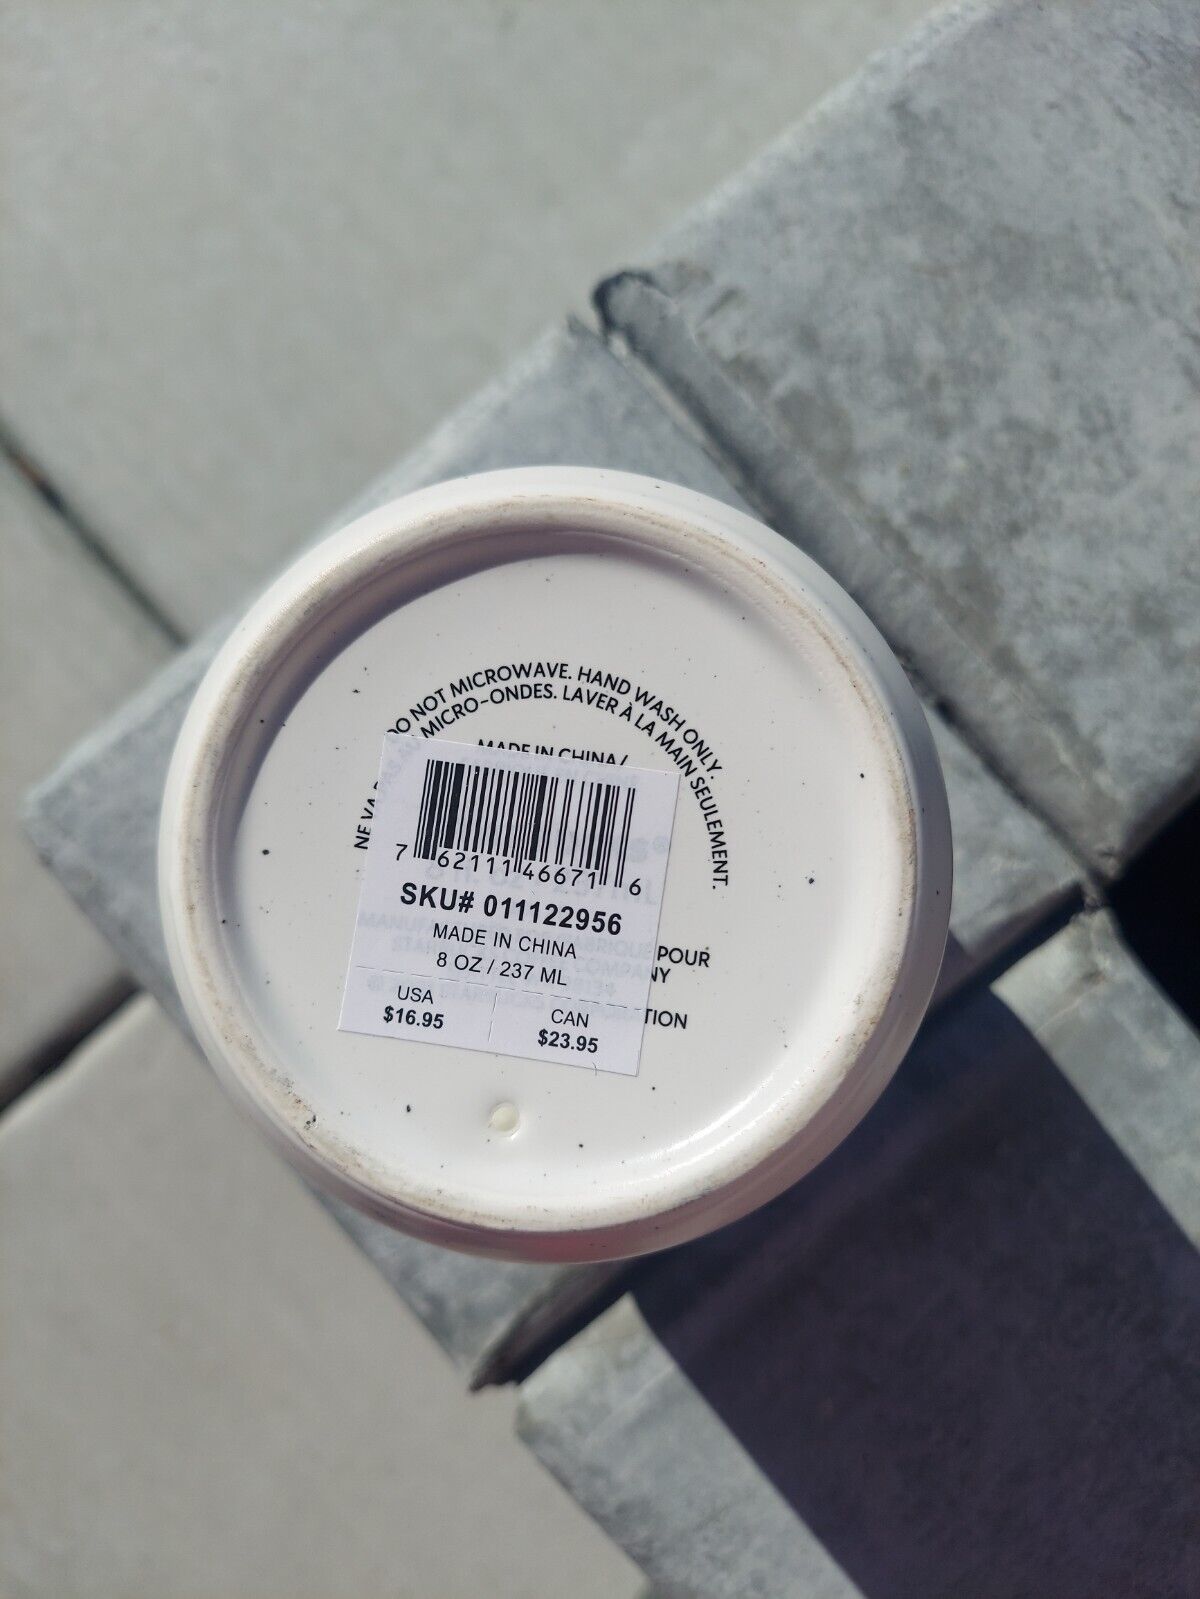 DO NOT MICROWAVE. HAND WASH ONLY.
NE VA PAS AU MICRO-ONDES. LAVER À LA MAIN SEULEMENT.
MADE IN CHINA/
7 62111 46671 6
SKU# 011122956
MADE IN CHINA
8 OZ / 237 ML
USA
$16.95
CAN
$23.95
POUR
NY
TION